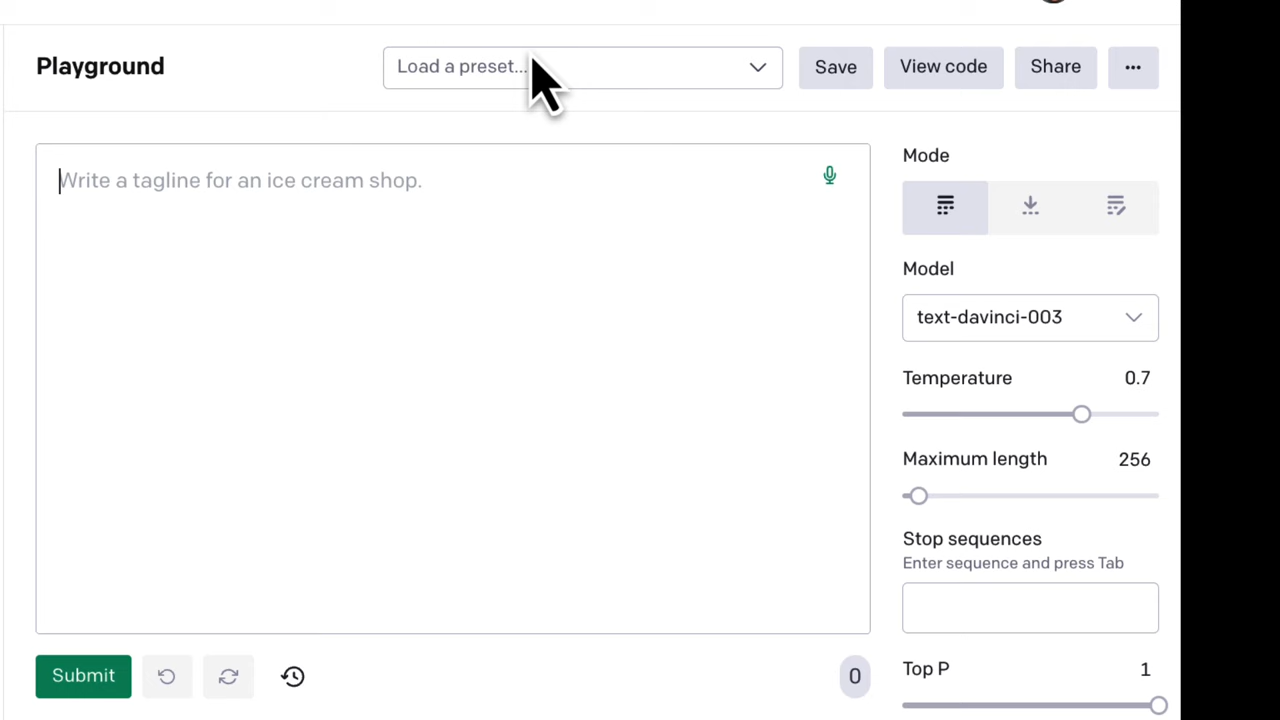 Playground
Load a preset...
Save
View code
Share
Write a tagline for an ice cream shop.
Mode
Model
text-davinci-003
Temperature
0.7
Maximum length
256
Stop sequences
Enter sequence and press Tab
Top P
1
Submit
0